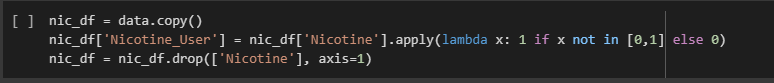 [ ] nic_df = data.copy()
nic_df['Nicotine_User'] = nic_df['Nicotine'].apply(lambda x: 1 if x not in [0,1] else 0)
nic_df = nic_df.drop(['Nicotine'], axis=1)